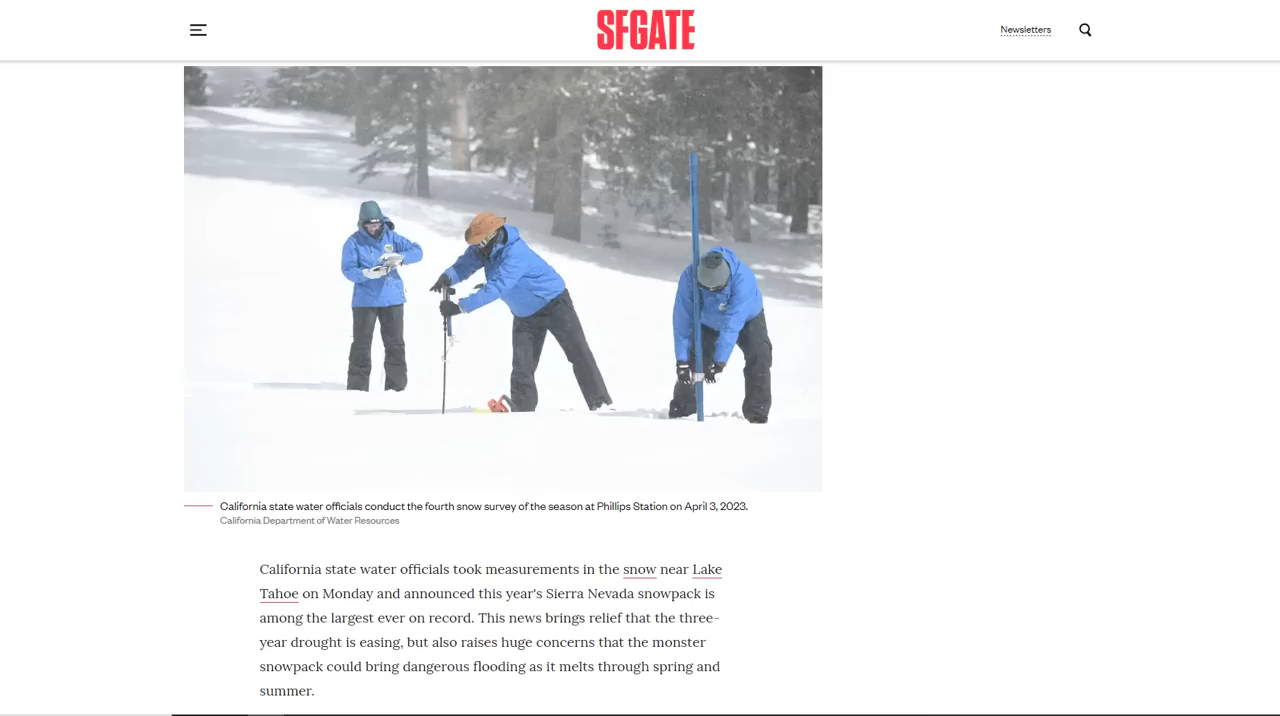 SFGATE
Newsletters
California state water officials conduct the fourth snow survey of the season at Phillips Station on April 3, 2023.
California Department of Water Resources
California state water officials took measurements in the snow near Lake
Tahoe on Monday and announced this year's Sierra Nevada snowpack is
among the largest ever on record. This news brings relief that the three-
year drought is easing, but also raises huge concerns that the monster
snowpack could bring dangerous flooding as it melts through spring and
summer.